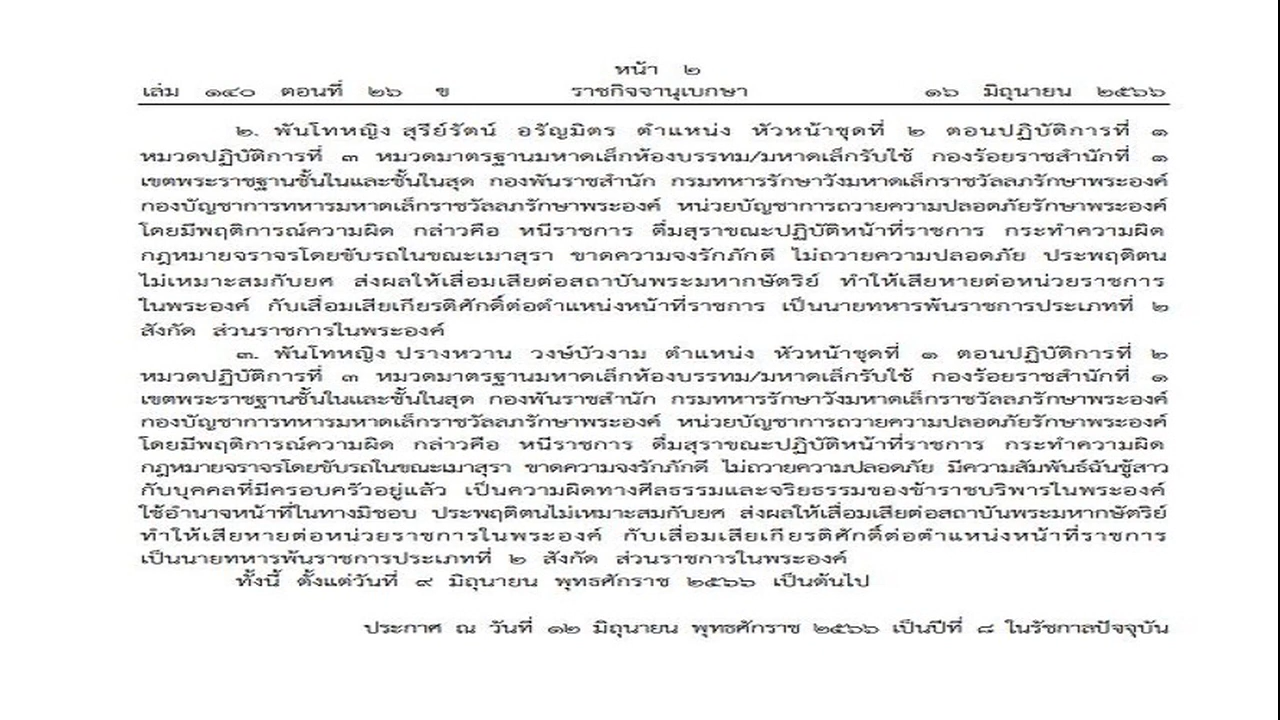 หน้า ๒
เล่ม ๑๔๐ ตอนที่ ๒๖ ข ราชกิจจานุเบกษา ๑๖ มิถุนายน ๒๕๖๖
๒. พันโทหญิง สุรีย์รัตน์ อรัญมิตร ตำแหน่ง หัวหน้าชุดที่ ๒ ตอนปฏิบัติการที่ ๑
หมวดปฏิบัติการที่ ๓ หมวดมาตรฐานมหาดเล็กห้องบรรทม/มหาดเล็กรับใช้ กองร้อยราชสำนักที่ ๑
เขตพระราชฐานชั้นในและชั้นในสุด กองพันราชสำนัก กรมทหารรักษาวังมหาดเล็กราชวัลลภรักษาพระองค์
กองบัญชาการทหารมหาดเล็กราชวัลลภรักษาพระองค์ หน่วยบัญชาการถวายความปลอดภัยรักษาพระองค์
โดยมีพฤติการณ์ความผิด กล่าวคือ หนีราชการ ดื่มสุราขณะปฏิบัติหน้าที่ราชการ กระทำความผิด
กฎหมายจราจรโดยขับรถในขณะเมาสุรา ขาดความจงรักภักดี ไม่ถวายความปลอดภัย ประพฤติตน
ไม่เหมาะสมกับยศ ส่งผลให้เสื่อมเสียต่อสถาบันพระมหากษัตริย์ ทำให้เสียหายต่อหน่วยราชการ
ในพระองค์ กับเสื่อมเสียเกียรติศักดิ์ต่อตำแหน่งหน้าที่ราชการ เป็นนายทหารพ้นราชการประเภทที่ ๒
สังกัด ส่วนราชการในพระองค์
๓. พันโทหญิง ปรางหวาน วงษ์บัวงาม ตำแหน่ง หัวหน้าชุดที่ ๑ ตอนปฏิบัติการที่ ๒
หมวดปฏิบัติการที่ ๓ หมวดมาตรฐานมหาดเล็กห้องบรรทม/มหาดเล็กรับใช้ กองร้อยราชสำนักที่ ๑
เขตพระราชฐานชั้นในและชั้นในสุด กองพันราชสำนัก กรมทหารรักษาวังมหาดเล็กราชวัลลภรักษาพระองค์
กองบัญชาการทหารมหาดเล็กราชวัลลภรักษาพระองค์ หน่วยบัญชาการถวายความปลอดภัยรักษาพระองค์
โดยมีพฤติการณ์ความผิด กล่าวคือ หนีราชการ ดื่มสุราขณะปฏิบัติหน้าที่ราชการ กระทำความผิด
กฎหมายจราจรโดยขับรถในขณะเมาสุรา ขาดความจงรักภักดี ไม่ถวายความปลอดภัย มีความสัมพันธ์ฉันชู้สาว
กับบุคคลที่มีครอบครัวอยู่แล้ว เป็นความผิดทางศีลธรรมและจริยธรรมของข้าราชบริพารในพระองค์
ใช้อำนาจหน้าที่ในทางมิชอบ ประพฤติตนไม่เหมาะสมกับยศ ส่งผลให้เสื่อมเสียต่อสถาบันพระมหากษัตริย์
ทำให้เสียหายต่อหน่วยราชการในพระองค์ กับเสื่อมเสียเกียรติศักดิ์ต่อตำแหน่งหน้าที่ราชการ
เป็นนายทหารพ้นราชการประเภทที่ ๒ สังกัด ส่วนราชการในพระองค์
ทั้งนี้ ตั้งแต่วันที่ ๙ มิถุนายน พุทธศักราช ๒๕๖๖ เป็นต้นไป
ประกาศ ณ วันที่ ๑๒ มิถุนายน พุทธศักราช ๒๕๖๖ เป็นปีที่ ๘ ในรัชกาลปัจจุบัน